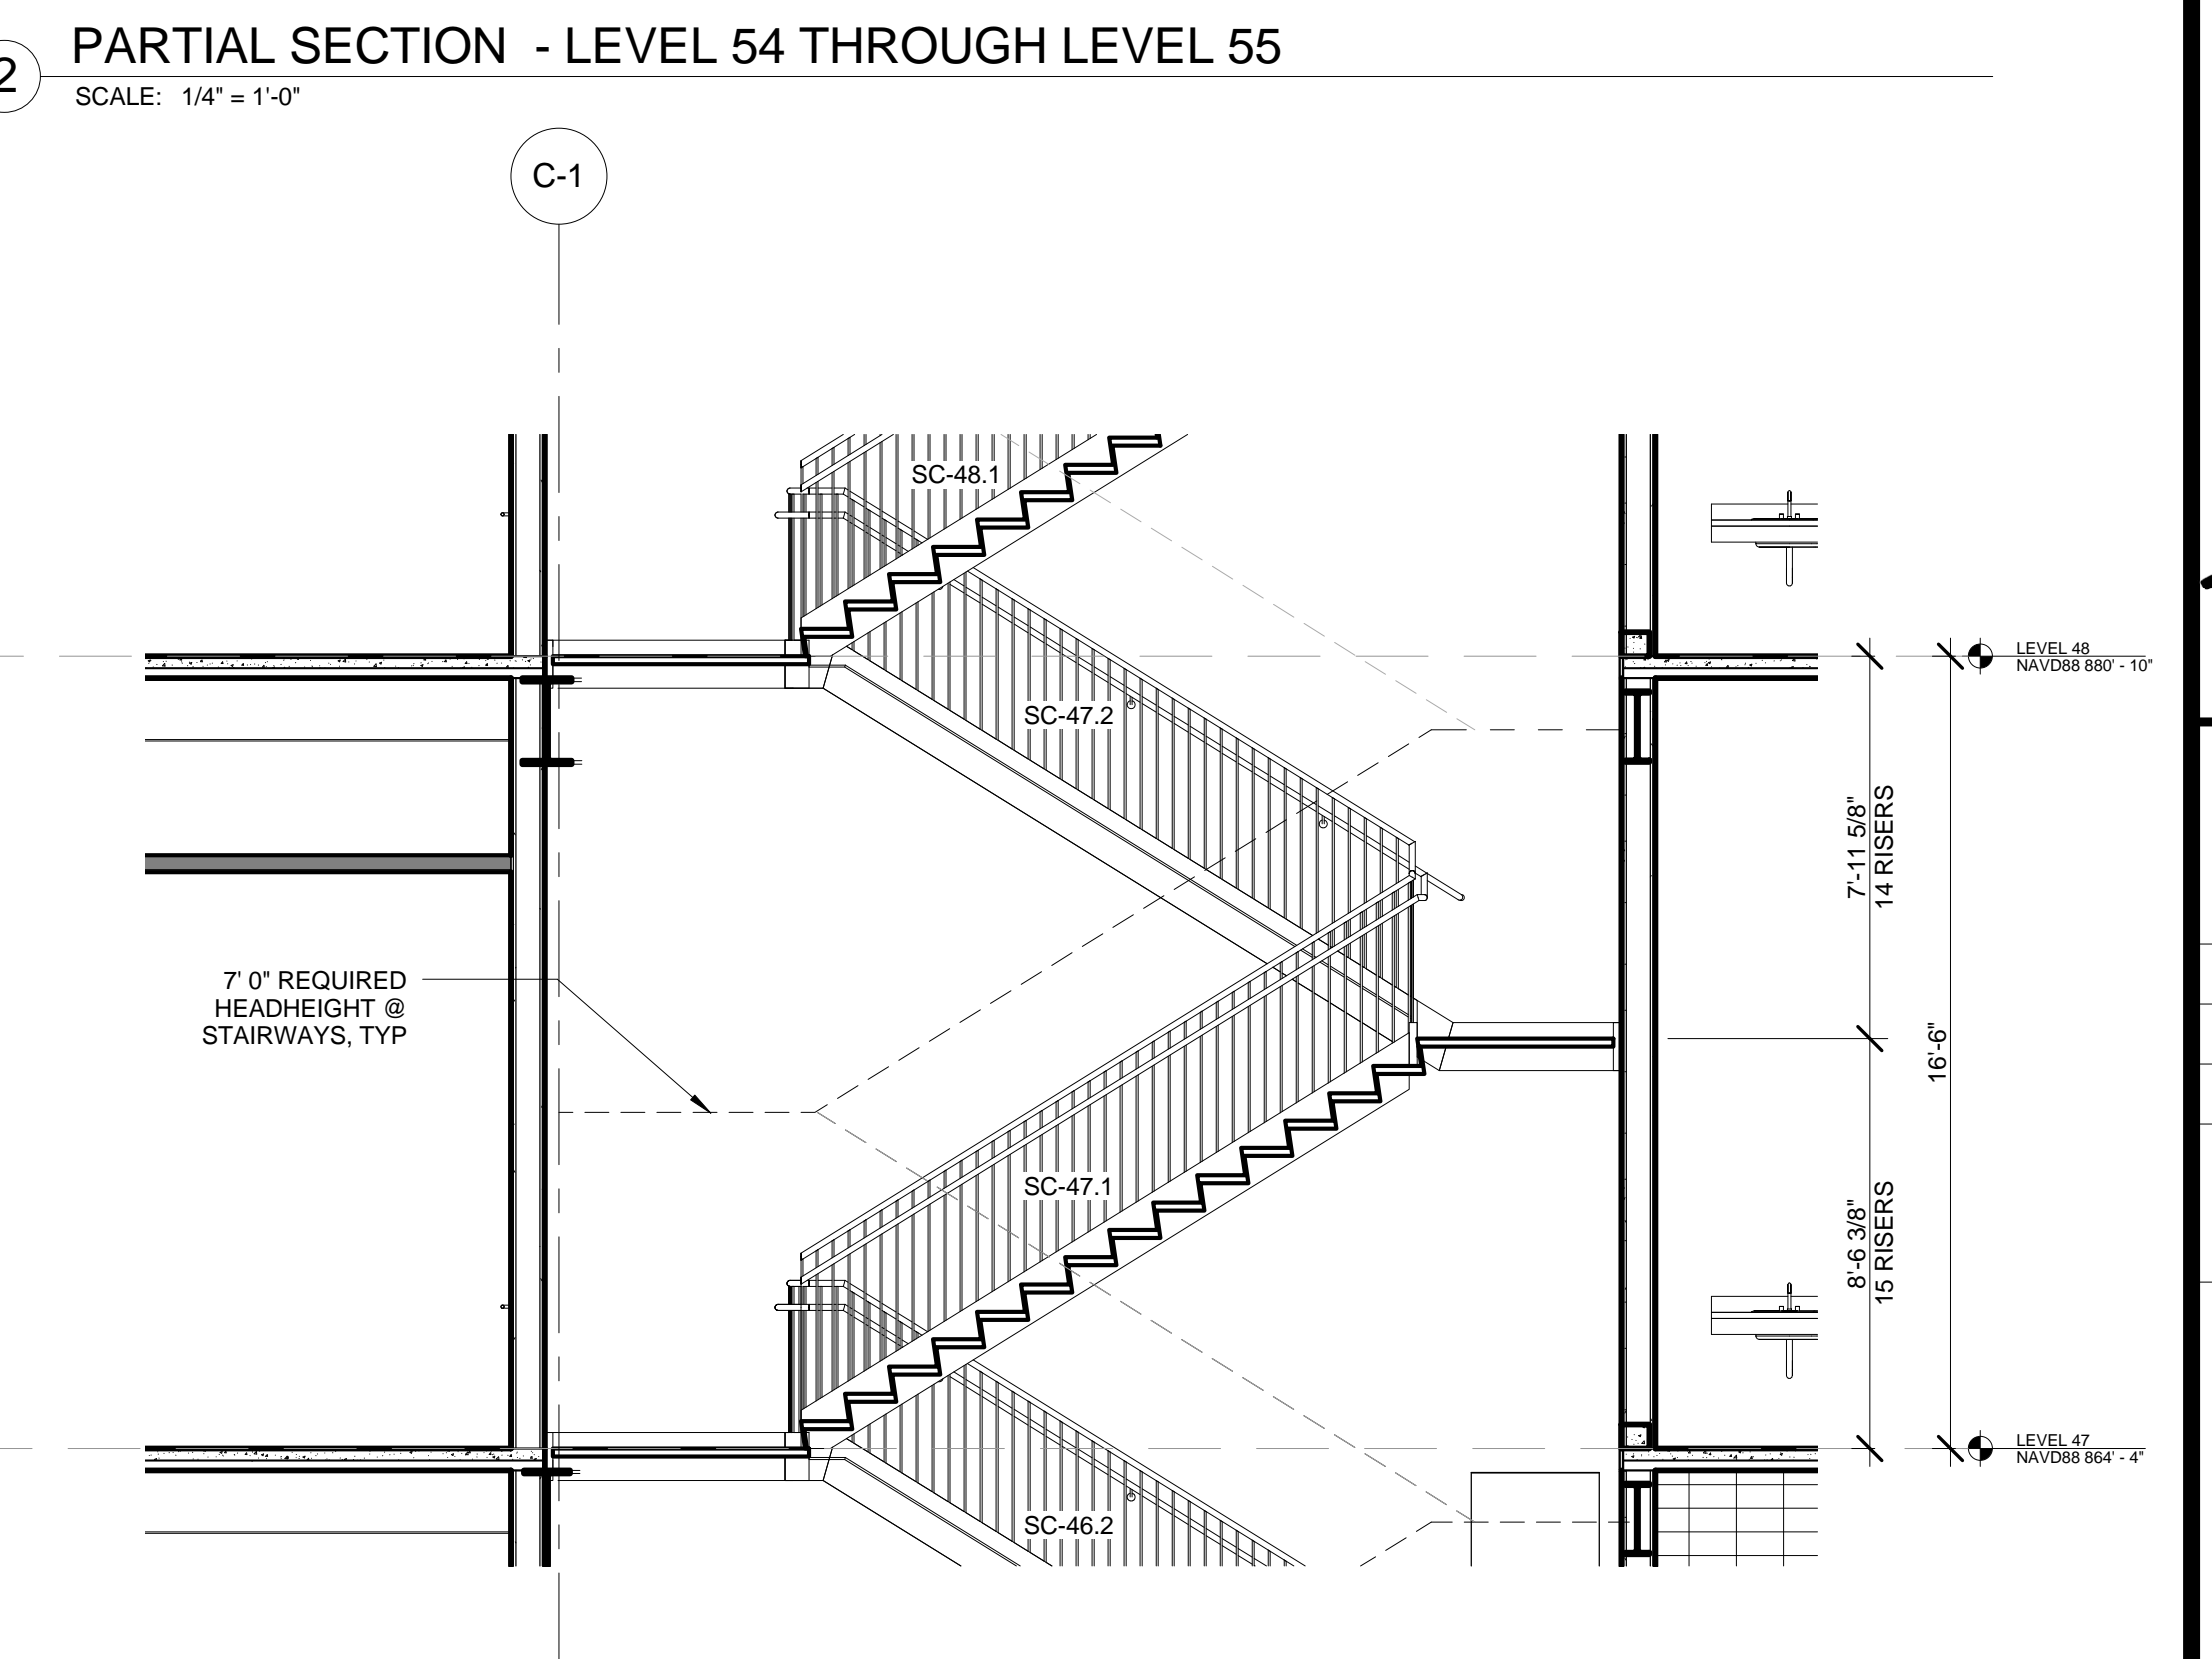 2
PARTIAL SECTION - LEVEL 54 THROUGH LEVEL 55
SCALE: 1/4" = 1'-0"
C-1
SC-48.1
LEVEL 48
NAVD88 880' - 10"
SC-47.2
7'-11 5/8"
14 RISERS
7' 0" REQUIRED
HEADHEIGHT @
STAIRWAYS, TYP
16'-6"
SC-47.1
8'-6 3/8"
15 RISERS
LEVEL 47
NAVD88 864' - 4"
SC-46.2